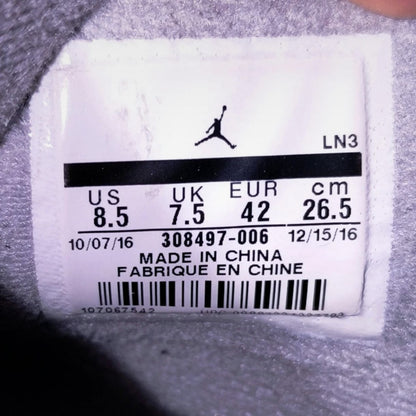 LN3
US UK EUR cm
8.5 7.5 42 26.5
10/07/16 308497-006 12/15/16
MADE IN CHINA
FABRIQUE EN CHINE
107067542